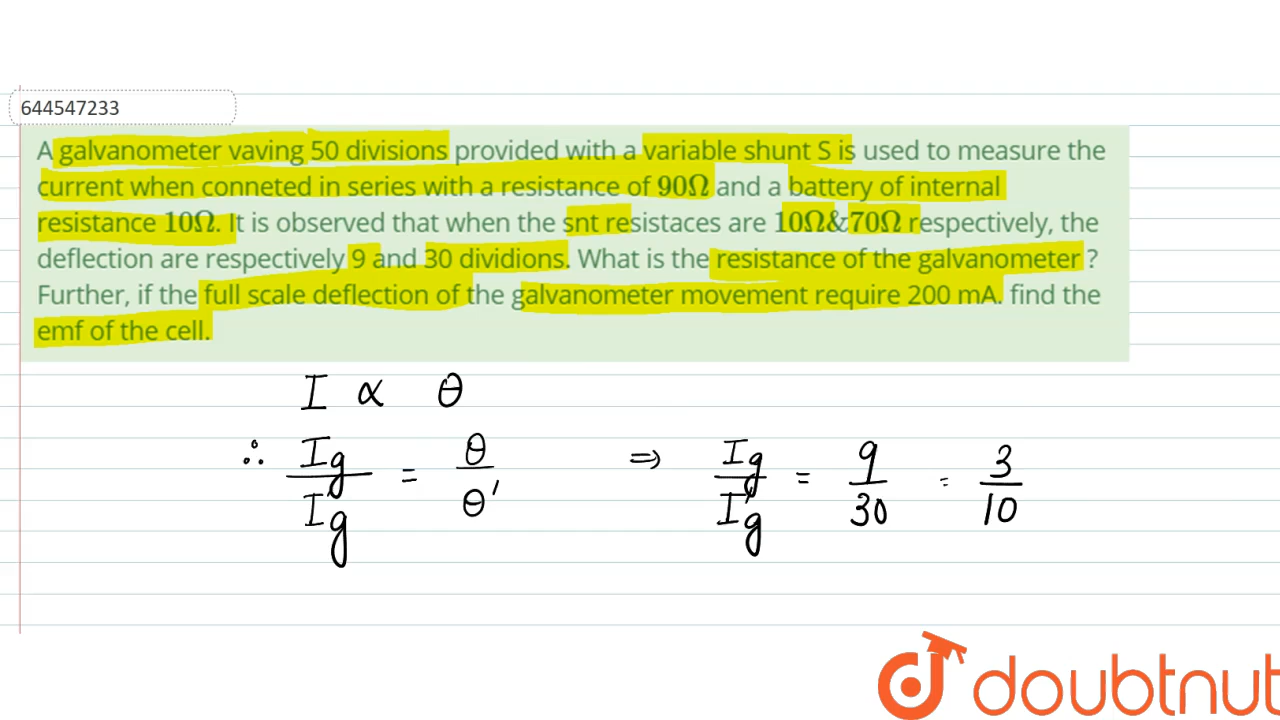 644547233
A galvanometer vaving 50 divisions provided with a variable shunt S is used to measure the
current when conneted in series with a resistance of 90Ω and a battery of internal
resistance 10Ω. It is observed that when the snt resistaces are 10Ω&70Ω respectively, the
deflection are respectively 9 and 30 dividions. What is the resistance of the galvanometer ?
Further, if the full scale deflection of the galvanometer movement require 200 mA. find the
emf of the cell.
I ∝ θ
∴ Ig/I'g = θ/θ' ⇒ Ig/I'g = 9/30 = 3/10
doubtnut